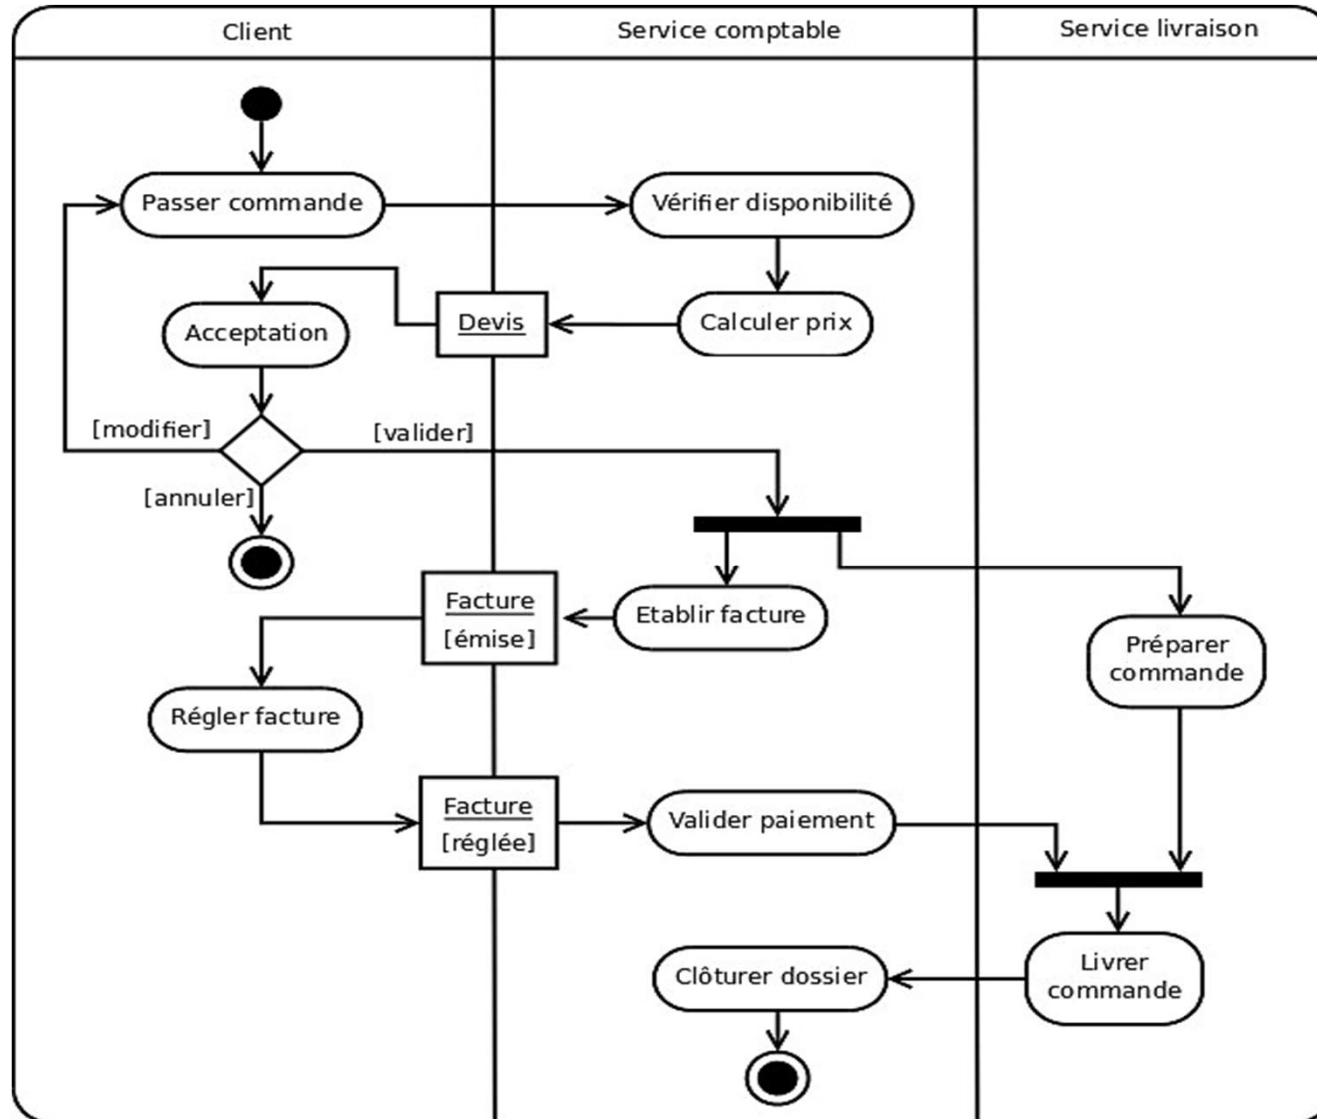 Client
Service comptable
Service livraison
Passer commande
Vérifier disponibilité
Acceptation
Devis
Calculer prix
[modifier]
[valider]
[annuler]
Facture
[émise]
Etablir facture
Préparer
commande
Régler facture
Facture
[réglée]
Valider paiement
Clôturer dossier
Livrer
commande